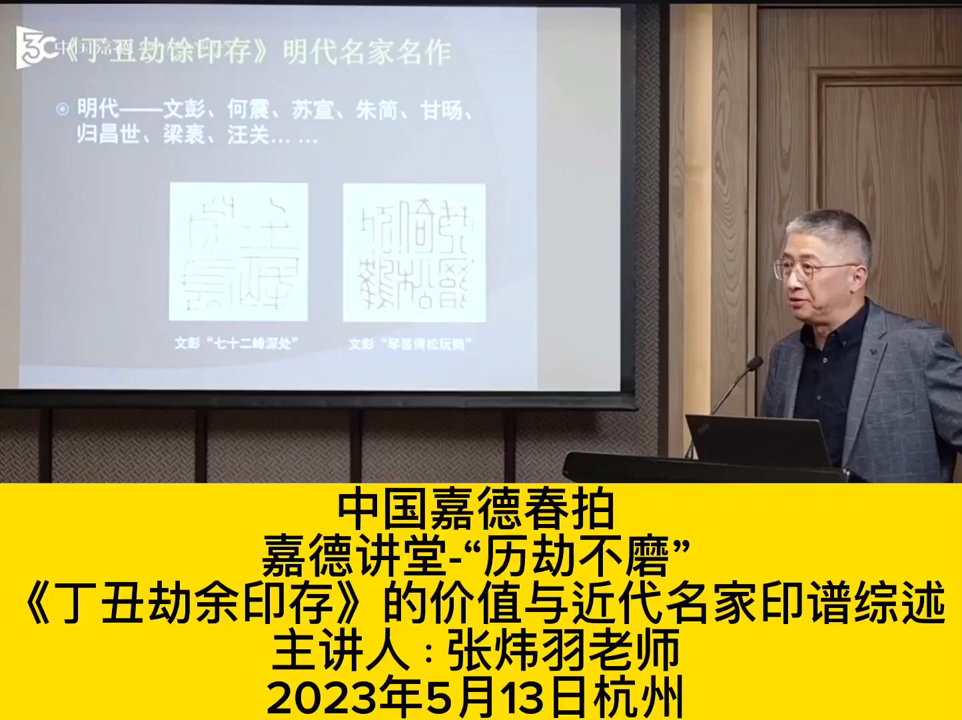 中国嘉德
《丁丑劫馀印存》明代名家名作
明代——文彭、何震、苏宣、朱简、甘旸、
归昌世、梁袠、汪关… …
文彭“七十二峰深处”
文彭“琴罢倚松玩鹤”
中国嘉德春拍
嘉德讲堂-“历劫不磨”
《丁丑劫余印存》的价值与近代名家印谱综述
主讲人：张炜羽老师
2023年5月13日杭州